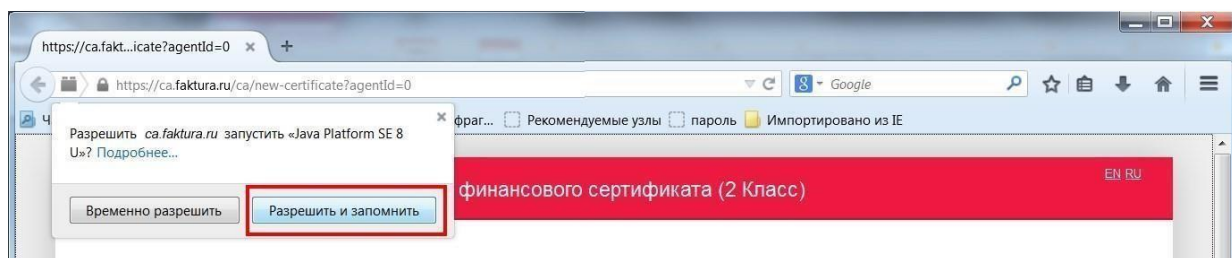 https://ca.fakt...icate?agentId=0
https://ca.faktura.ru/ca/new-certificate?agentId=0
Google
Ч
фраг... Рекомендуемые узлы пароль Импортировано из IE
Разрешить ca.faktura.ru запустить «Java Platform SE 8
U»? Подробнее...
Временно разрешить Разрешить и запомнить
финансового сертификата (2 Класс)
EN RU